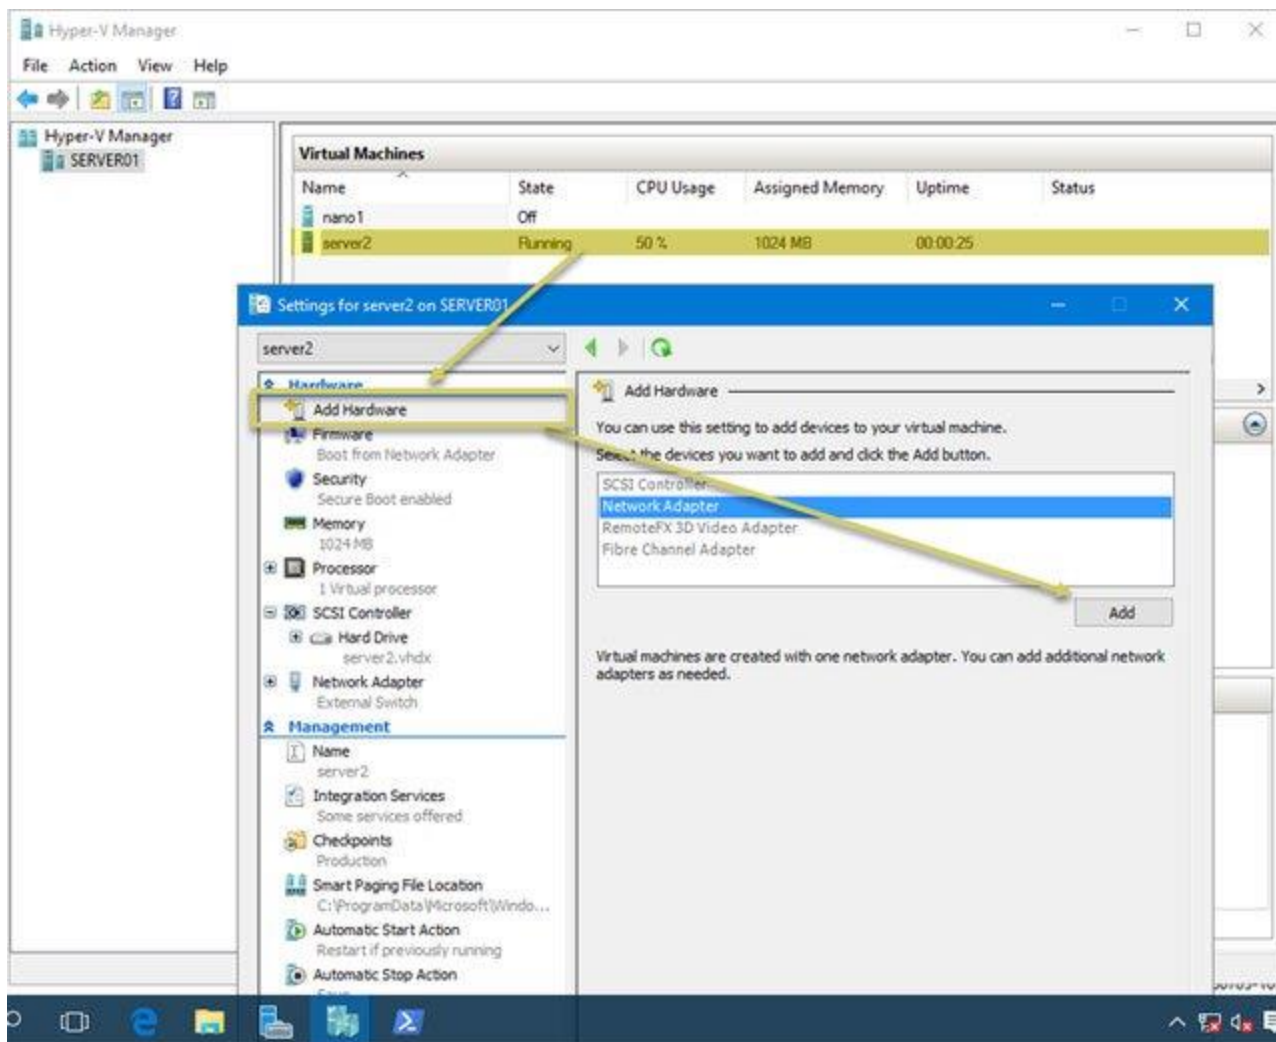 Hyper-V Manager
File Action View Help
Hyper-V Manager
SERVER01
Virtual Machines
Name State CPU Usage Assigned Memory Uptime Status
nano1 Off
server2 Running 50 % 1024 MB 00:00:25
Settings for server2 on SERVER01
server2
Hardware
Add Hardware
Firmware
Boot from Network Adapter
Security
Secure Boot enabled
Memory
1024 MB
Processor
1 Virtual processor
SCSI Controller
Hard Drive
server2.vhdx
Network Adapter
External Switch
Management
Name
server2
Integration Services
Some services offered
Checkpoints
Production
Smart Paging File Location
C:\ProgramData\Microsoft\Windo...
Automatic Start Action
Restart if previously running
Automatic Stop Action
Add Hardware
You can use this setting to add devices to your virtual machine.
Select the devices you want to add and click the Add button.
SCSI Controller
Network Adapter
RemoteFX 3D Video Adapter
Fibre Channel Adapter
Add
Virtual machines are created with one network adapter. You can add additional network
adapters as needed.